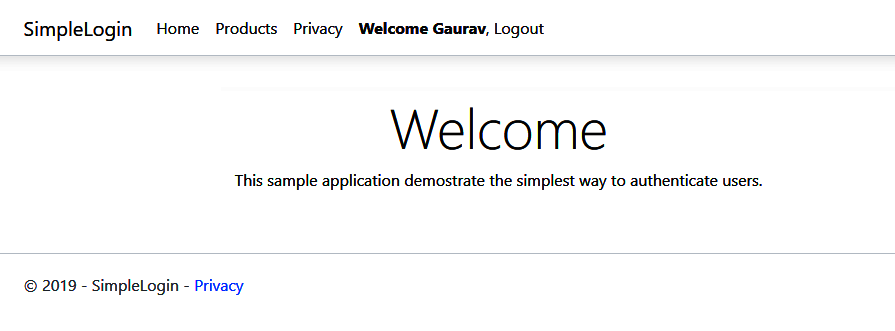 SimpleLogin Home Products Privacy Welcome Gaurav, Logout
Welcome
This sample application demostrate the simplest way to authenticate users.
© 2019 - SimpleLogin - Privacy